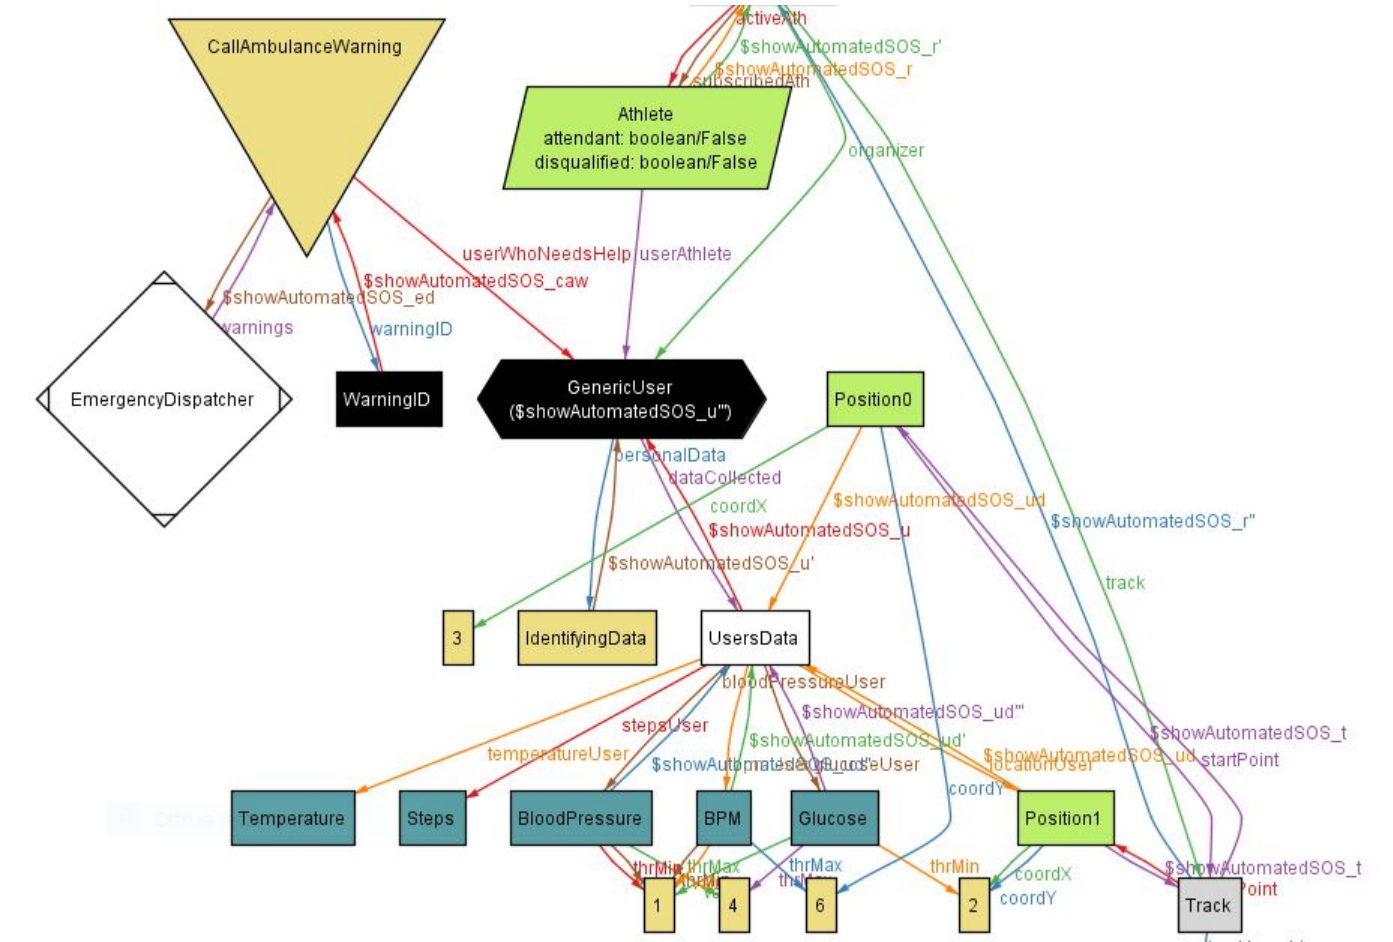 activeAth
CallAmbulanceWarning
$showAutomatedSOS_r'
$showAutomatedSOS_r
subscribedAth
Athlete
attendant: boolean/False
disqualified: boolean/False
organizer
userWhoNeedsHelp
userAthlete
$showAutomatedSOS_caw
$showAutomatedSOS_ed
warnings
warningID
EmergencyDispatcher
WarningID
GenericUser
($showAutomatedSOS_u''')
Position0
personalData
dataCollected
coordX
$showAutomatedSOS_ud
$showAutomatedSOS_u
$showAutomatedSOS_r''
$showAutomatedSOS_u'
track
3
IdentifyingData
UsersData
bloodPressureUser
$showAutomatedSOS_ud'''
stepsUser
$showAutomatedSOS_t
$showAutomatedSOS_ud'
temperatureUser
$showAutomatedSOS_ud
startPoint
$showAutomatedSOS_ud''
locationUser
coordY
Temperature
Steps
BloodPressure
BPM
Glucose
Position1
thrMin
thrMax
thrMax
thrMin
$showAutomatedSOS_t
coordX
coordY
Point
1
4
6
2
Track